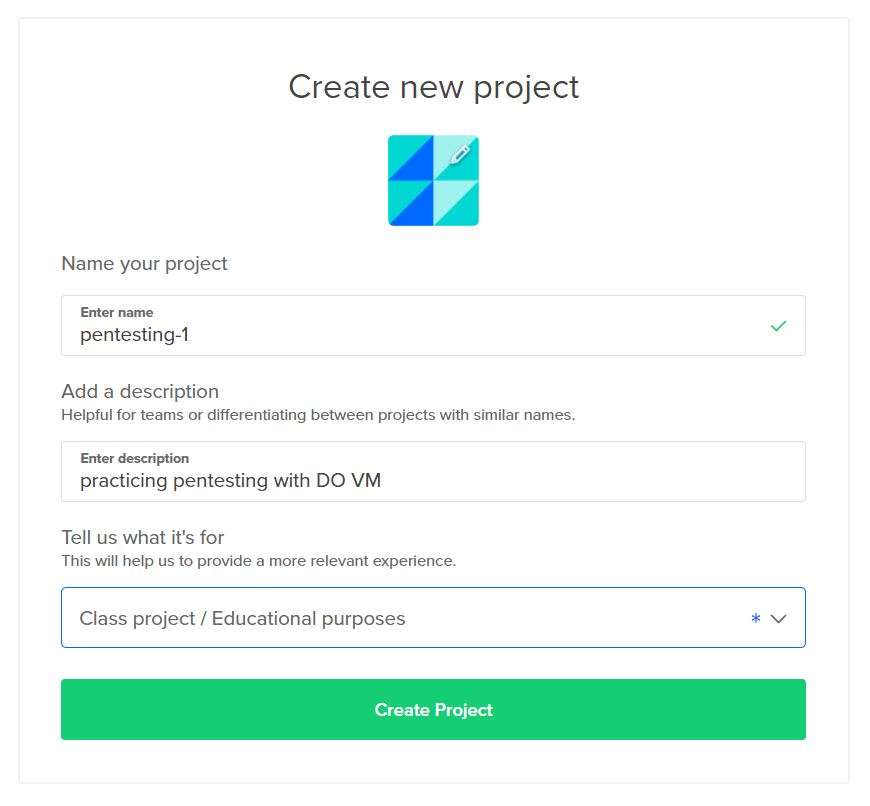 Create new project
Name your project
Enter name
pentesting-1
Add a description
Helpful for teams or differentiating between projects with similar names.
Enter description
practicing pentesting with DO VM
Tell us what it's for
This will help us to provide a more relevant experience.
Class project / Educational purposes *
Create Project